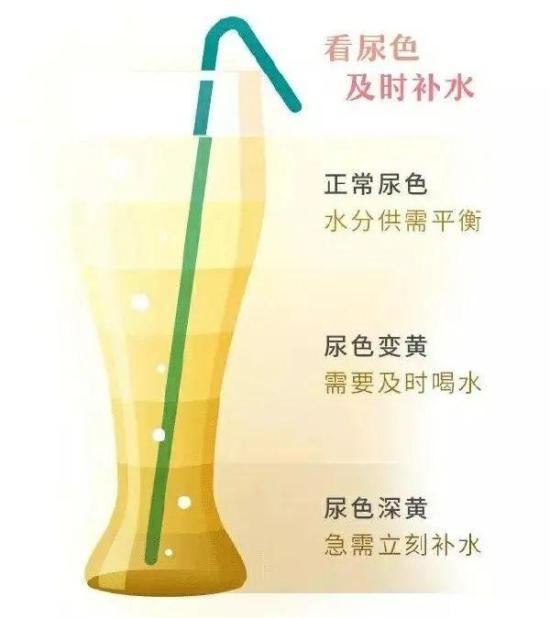 看尿色
及时补水
正常尿色
水分供需平衡
尿色变黄
需要及时喝水
尿色深黄
急需立刻补水